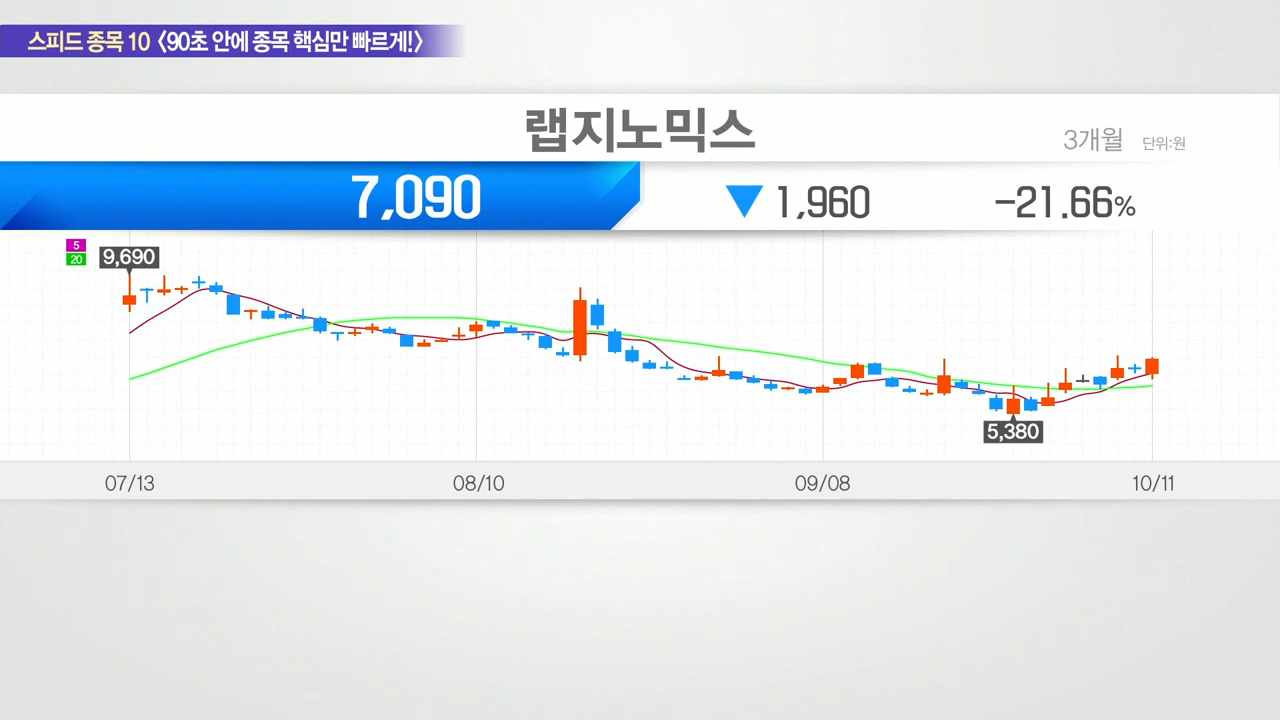 스피드 종목 10 〈90초 안에 종목 핵심만 빠르게!〉
랩지노믹스
3개월 단위:원
7,090 ▼ 1,960 -21.66%
5
20
9,690
5,380
07/13 08/10 09/08 10/11